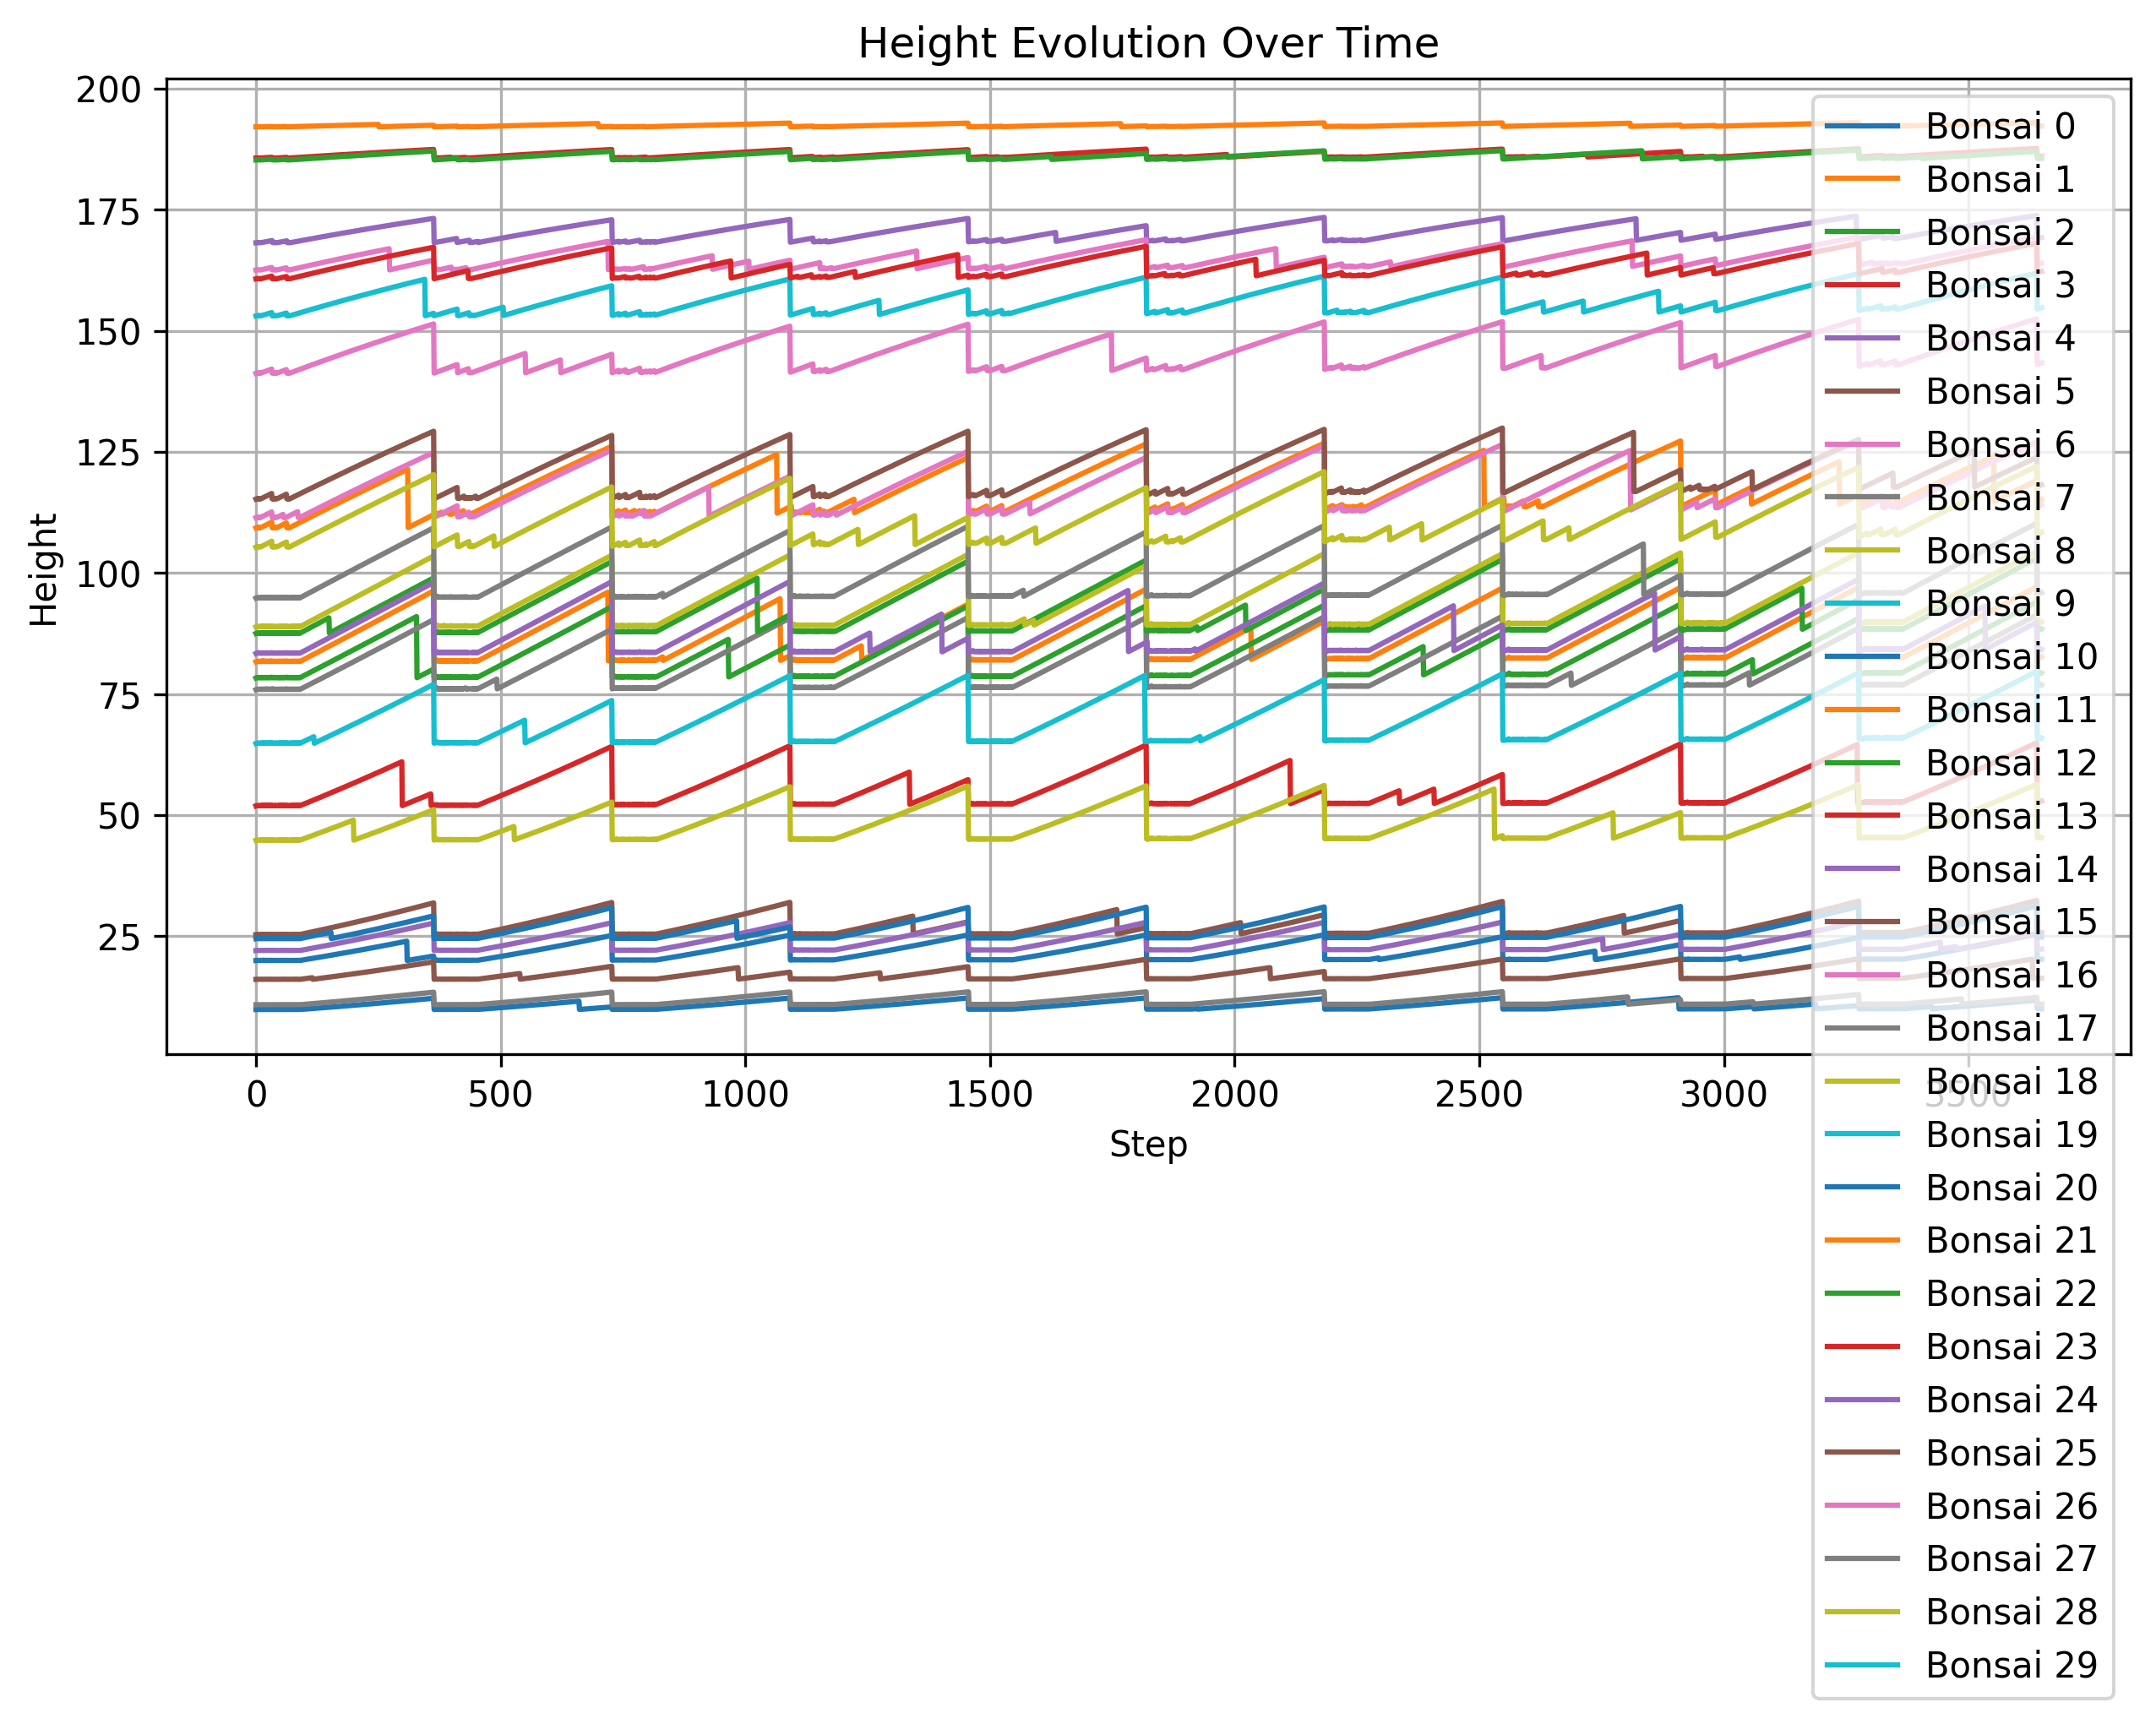 Height Evolution Over Time
200
175
150
125
100
75
50
25
Height
0
500
1000
1500
2000
2500
3000
3500
Step
Bonsai 0
Bonsai 1
Bonsai 2
Bonsai 3
Bonsai 4
Bonsai 5
Bonsai 6
Bonsai 7
Bonsai 8
Bonsai 9
Bonsai 10
Bonsai 11
Bonsai 12
Bonsai 13
Bonsai 14
Bonsai 15
Bonsai 16
Bonsai 17
Bonsai 18
Bonsai 19
Bonsai 20
Bonsai 21
Bonsai 22
Bonsai 23
Bonsai 24
Bonsai 25
Bonsai 26
Bonsai 27
Bonsai 28
Bonsai 29